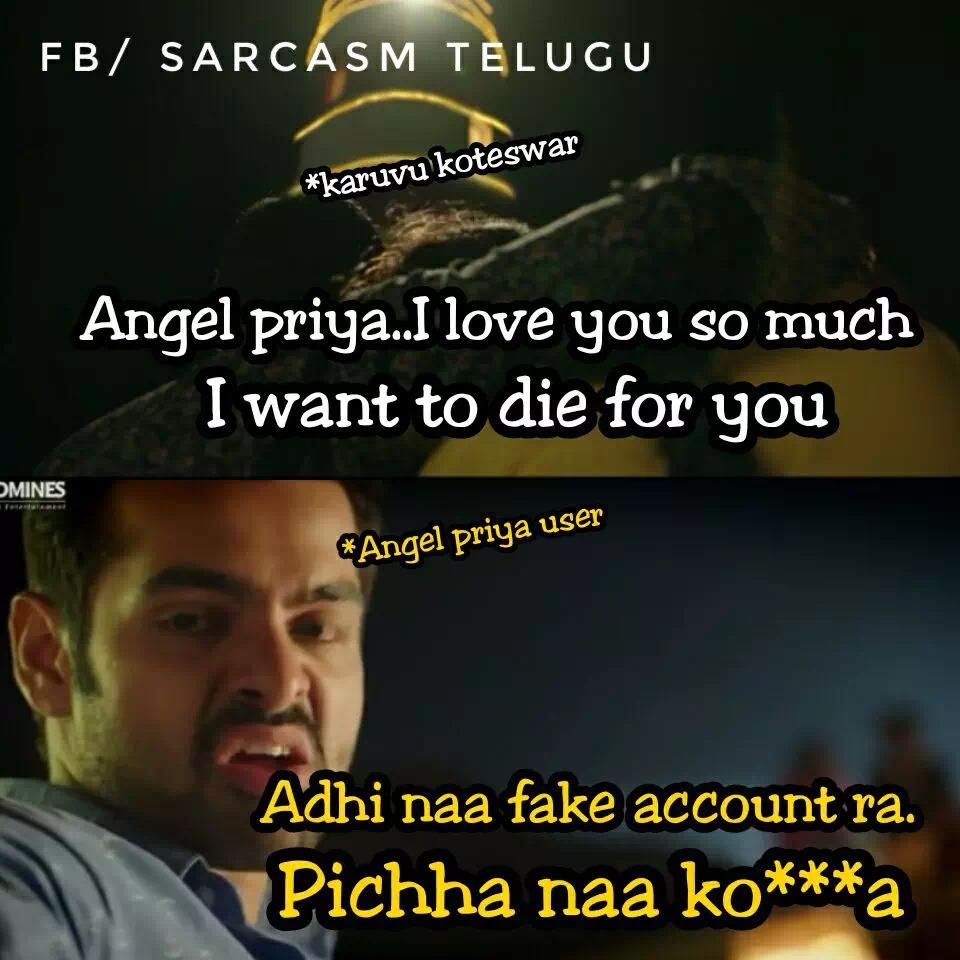 FB/ SARCASM TELUGU
*karuvu koteswar
Angel priya..I love you so much
I want to die for you
OMINES
Entertainment
*Angel priya user
Adhi naa fake account ra.
Pichha naa ko***a